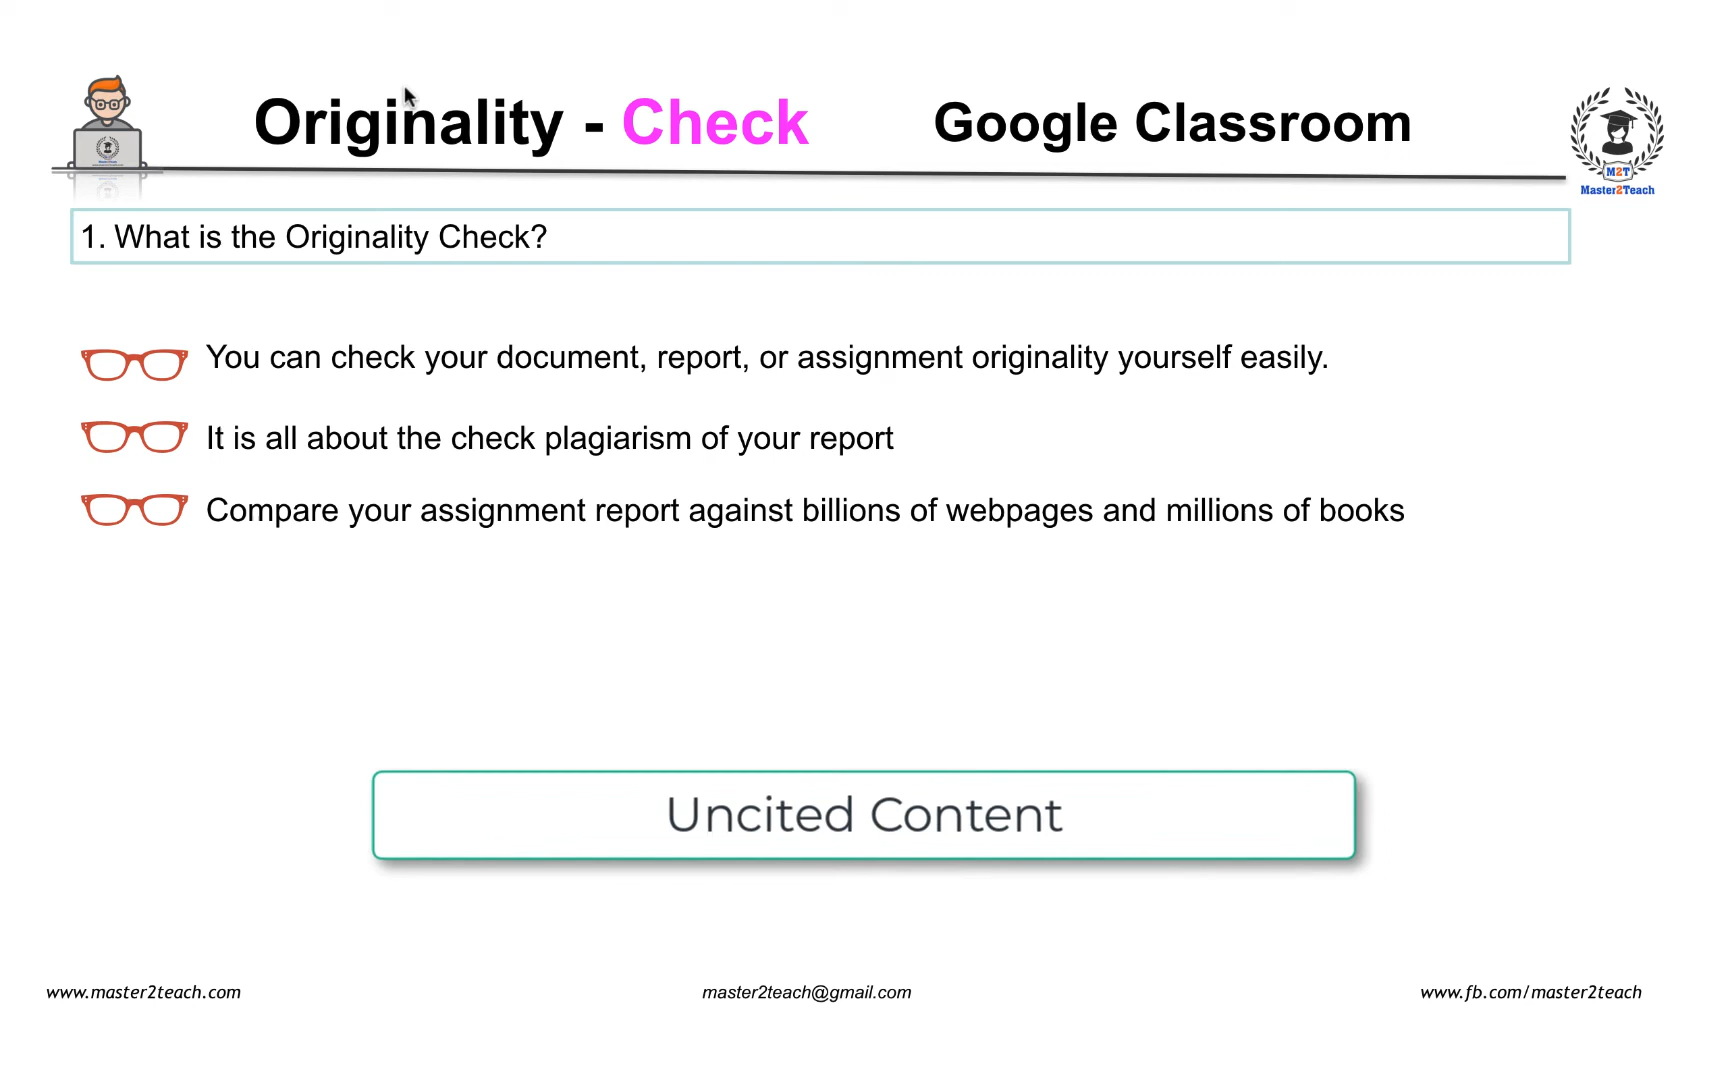 Originality - Check Google Classroom
M2T
Master2Teach
1. What is the Originality Check?
You can check your document, report, or assignment originality yourself easily.
It is all about the check plagiarism of your report
Compare your assignment report against billions of webpages and millions of books
Uncited Content
www.master2teach.com master2teach@gmail.com www.fb.com/master2teach